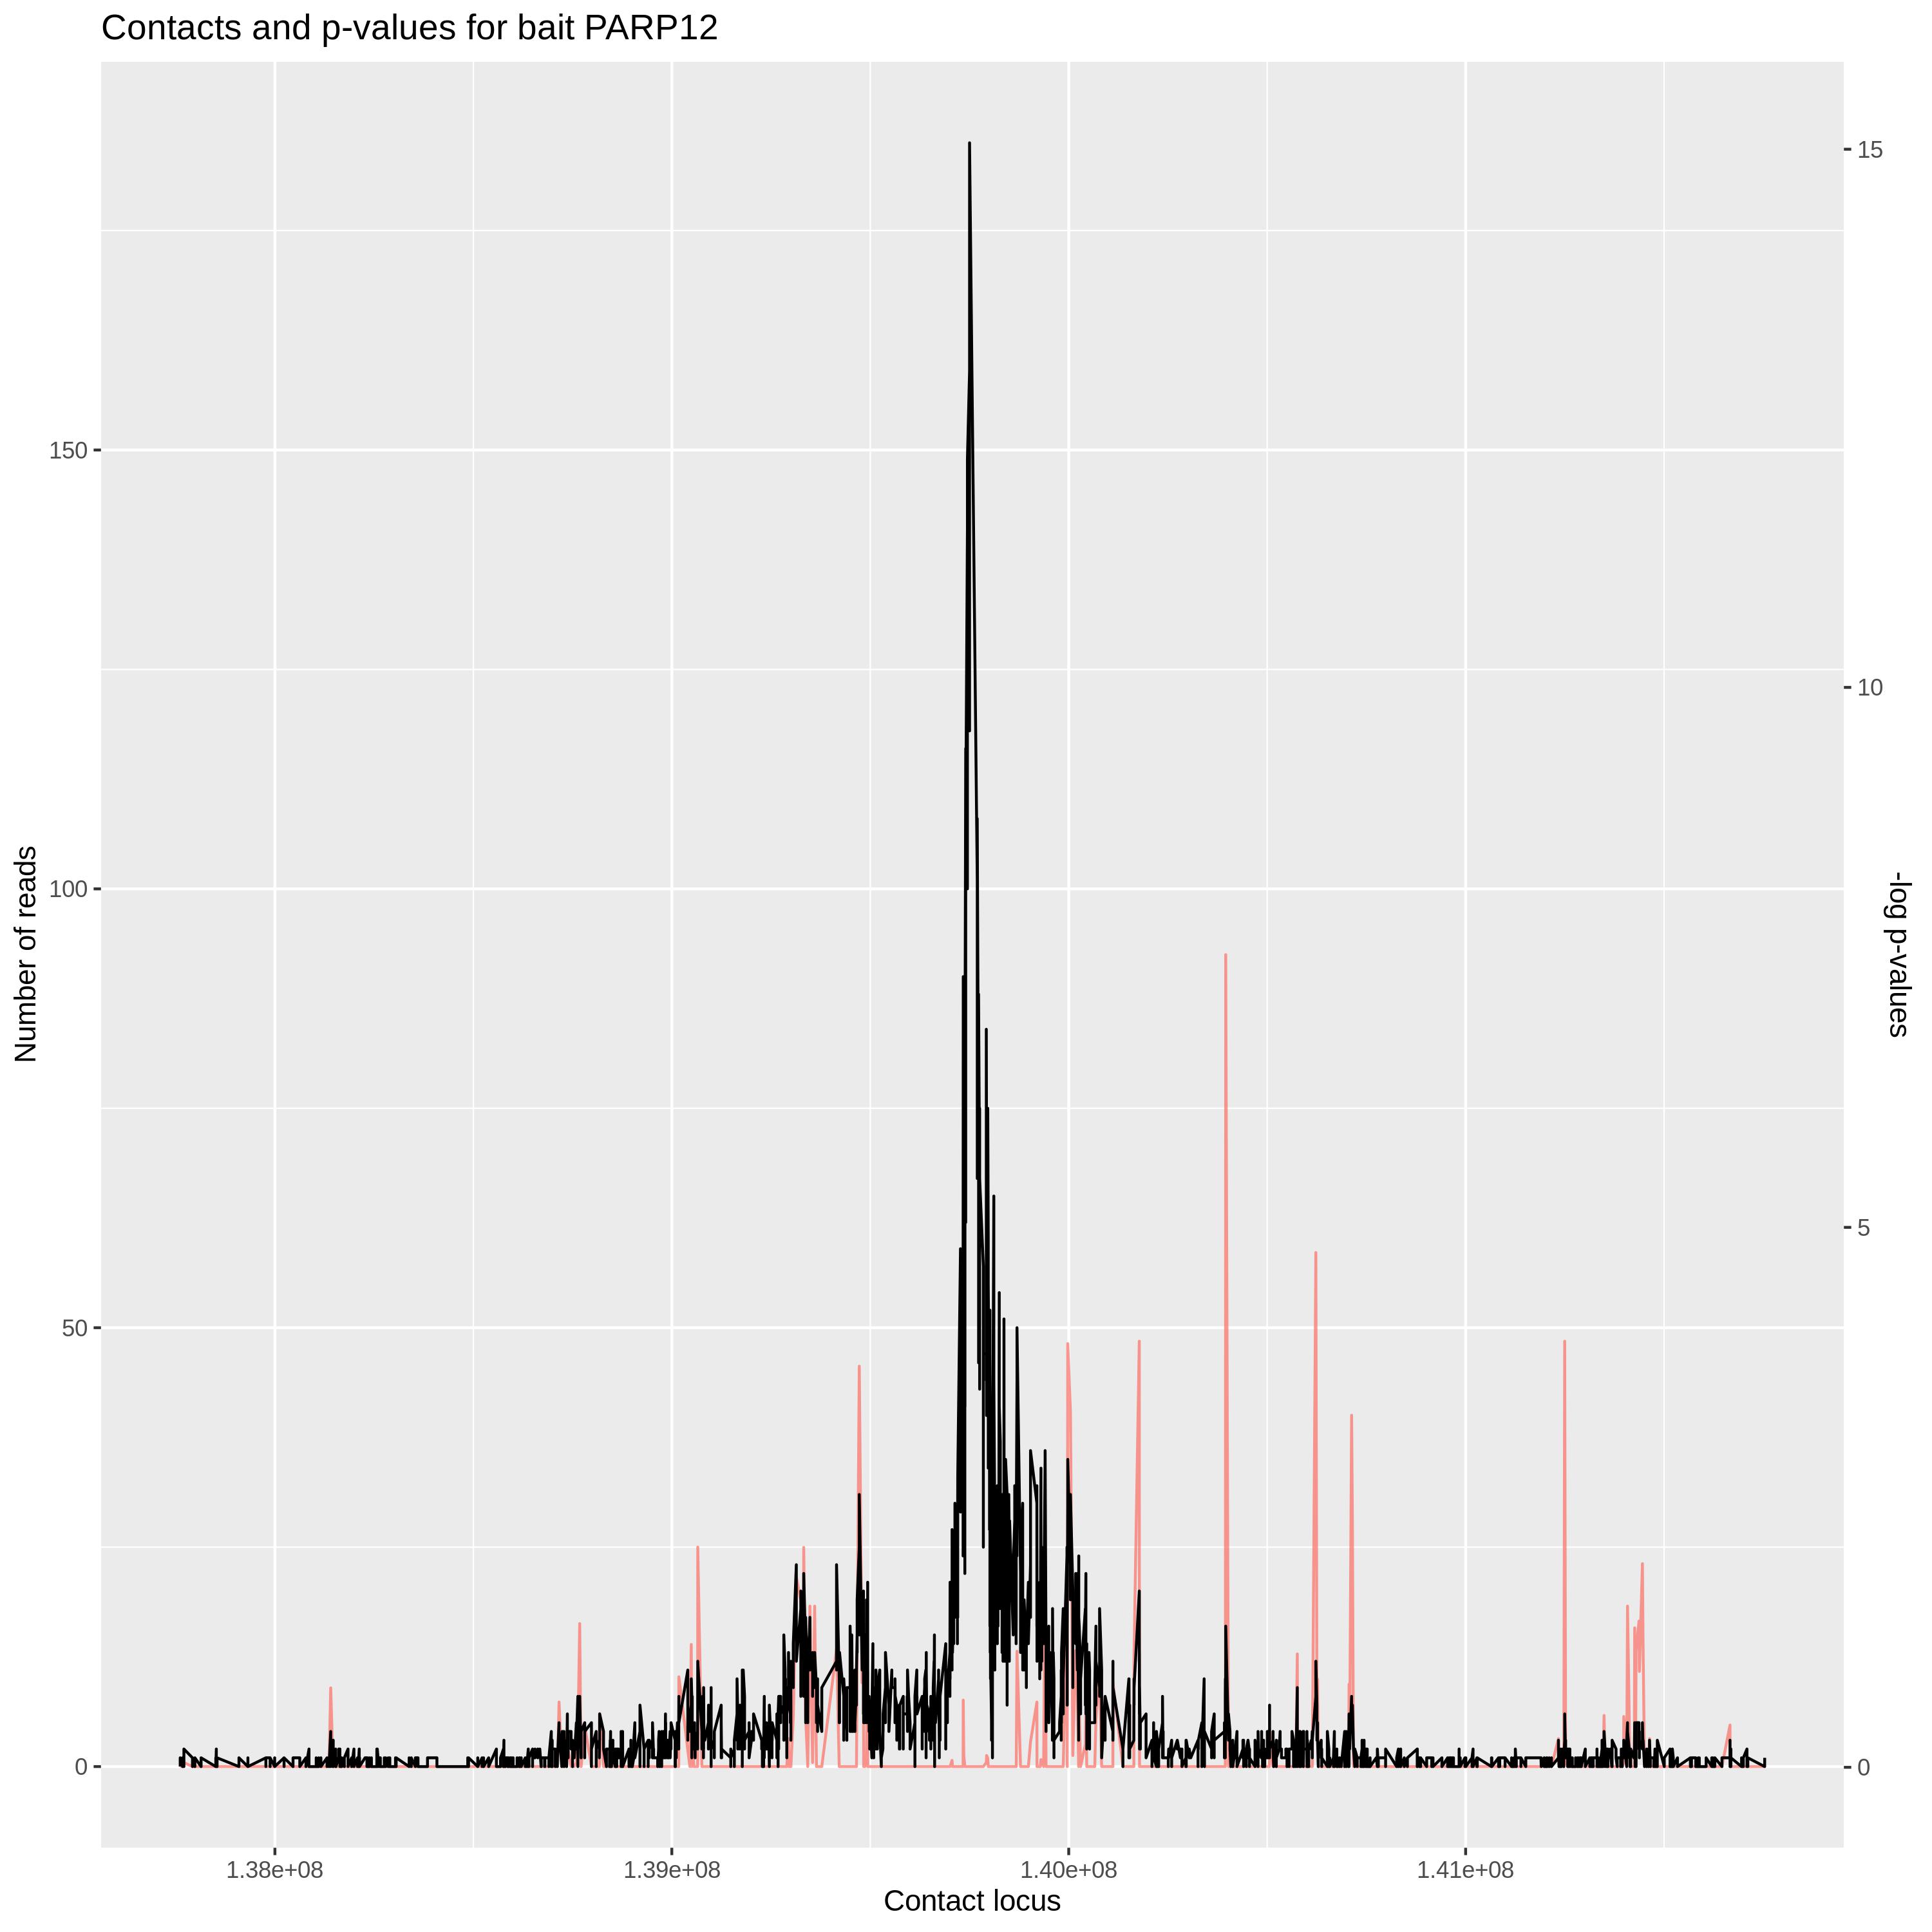 Contacts and p-values for bait PARP12
Number of reads
150
100
50
0
15
10
5
0
-log p-values
1.38e+08
1.39e+08
1.40e+08
1.41e+08
Contact locus